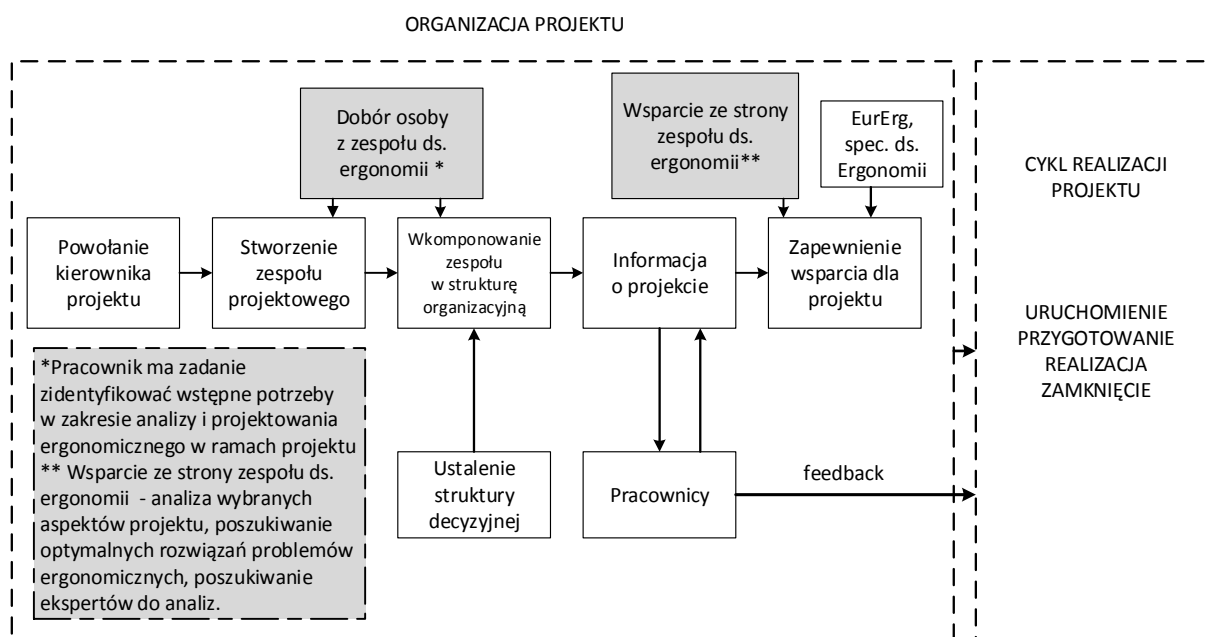 ORGANIZACJA PROJEKTU
Dobór osoby
z zespołu ds.
ergonomii *
Wsparcie ze strony
zespołu ds.
ergonomii**
EurErg,
spec. ds.
Ergonomii
Powołanie
kierownika
projektu
Stworzenie
zespołu
projektowego
Wkomponowanie
zespołu
w strukturę
organizacyjną
Informacja
o projekcie
Zapewnienie
wsparcia dla
projektu
*Pracownik ma zadanie
zidentyfikować wstępne potrzeby
w zakresie analizy i projektowania
ergonomicznego w ramach projektu
** Wsparcie ze strony zespołu ds.
ergonomii - analiza wybranych
aspektów projektu, poszukiwanie
optymalnych rozwiązań problemów
ergonomicznych, poszukiwanie
ekspertów do analiz.
Ustalenie
struktury
decyzyjnej
Pracownicy
feedback
CYKL REALIZACJI
PROJEKTU
URUCHOMIENIE
PRZYGOTOWANIE
REALIZACJA
ZAMKNIĘCIE